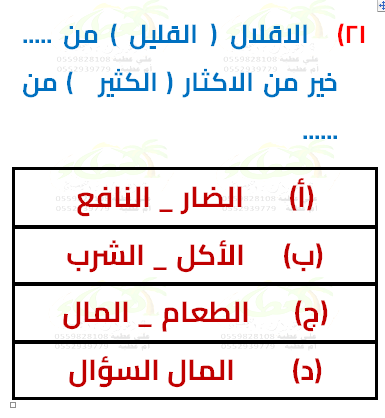 ٢١) الاقلال ( القليل ) من .....
خير من الاكثار ( الكثير ) من
......
(أ) الضار _ النافع
(ب) الأكل _ الشرب
(ج) الطعام _ المال
(د) المال السؤال